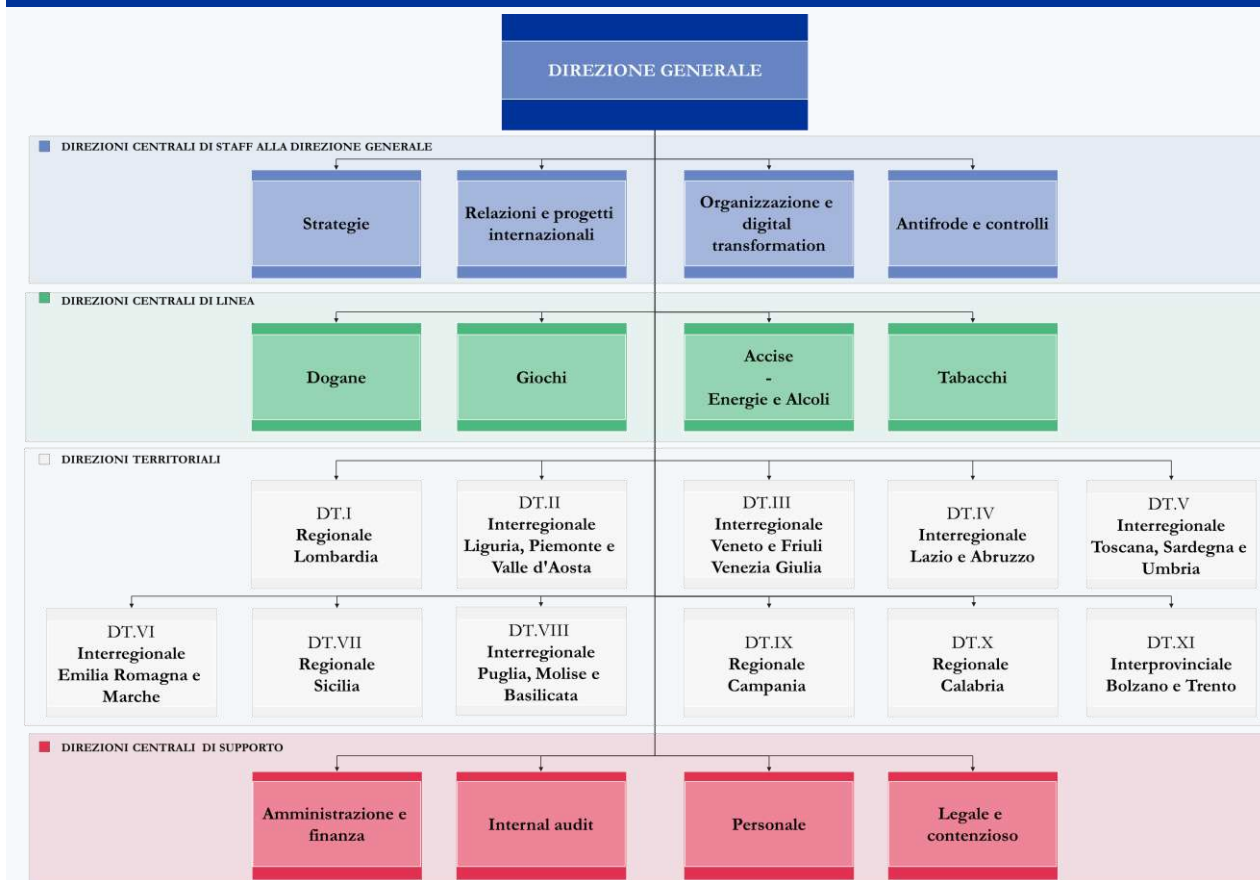 DIREZIONE GENERALE
DIREZIONI CENTRALI DI STAFF ALLA DIREZIONE GENERALE
Strategie
Relazioni e progetti
internazionali
Organizzazione e
digital
transformation
Antifrode e controlli
DIREZIONI CENTRALI DI LINEA
Dogane
Giochi
Accise
-
Energie e Alcoli
Tabacchi
DIREZIONI TERRITORIALI
DT.I
Regionale
Lombardia
DT.II
Interregionale
Liguria, Piemonte e
Valle d'Aosta
DT.III
Interregionale
Veneto e Friuli
Venezia Giulia
DT.IV
Interregionale
Lazio e Abruzzo
DT.V
Interregionale
Toscana, Sardegna e
Umbria
DT.VI
Interregionale
Emilia Romagna e
Marche
DT.VII
Regionale
Sicilia
DT.VIII
Interregionale
Puglia, Molise e
Basilicata
DT.IX
Regionale
Campania
DT.X
Regionale
Calabria
DT.XI
Interprovinciale
Bolzano e Trento
DIREZIONI CENTRALI DI SUPPORTO
Amministrazione e
finanza
Internal audit
Personale
Legale e
contenzioso